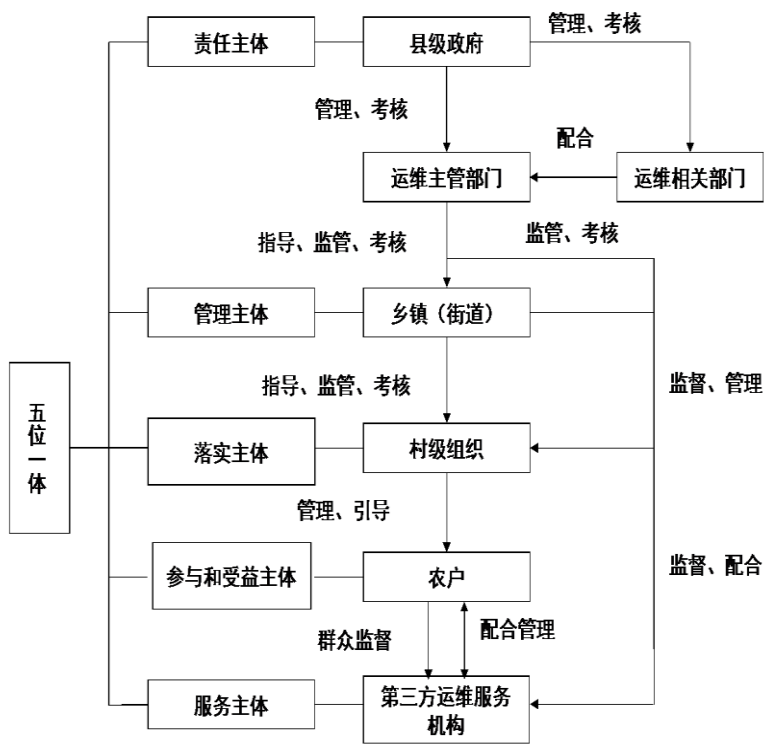 责任主体
县级政府
管理、考核
管理、考核
配合
运维主管部门
运维相关部门
指导、监管、考核
监管、考核
管理主体
乡镇（街道）
指导、监管、考核
监督、管理
五位一体
落实主体
村级组织
管理、引导
监督、配合
参与和受益主体
农户
群众监督
配合管理
服务主体
第三方运维服务
机构